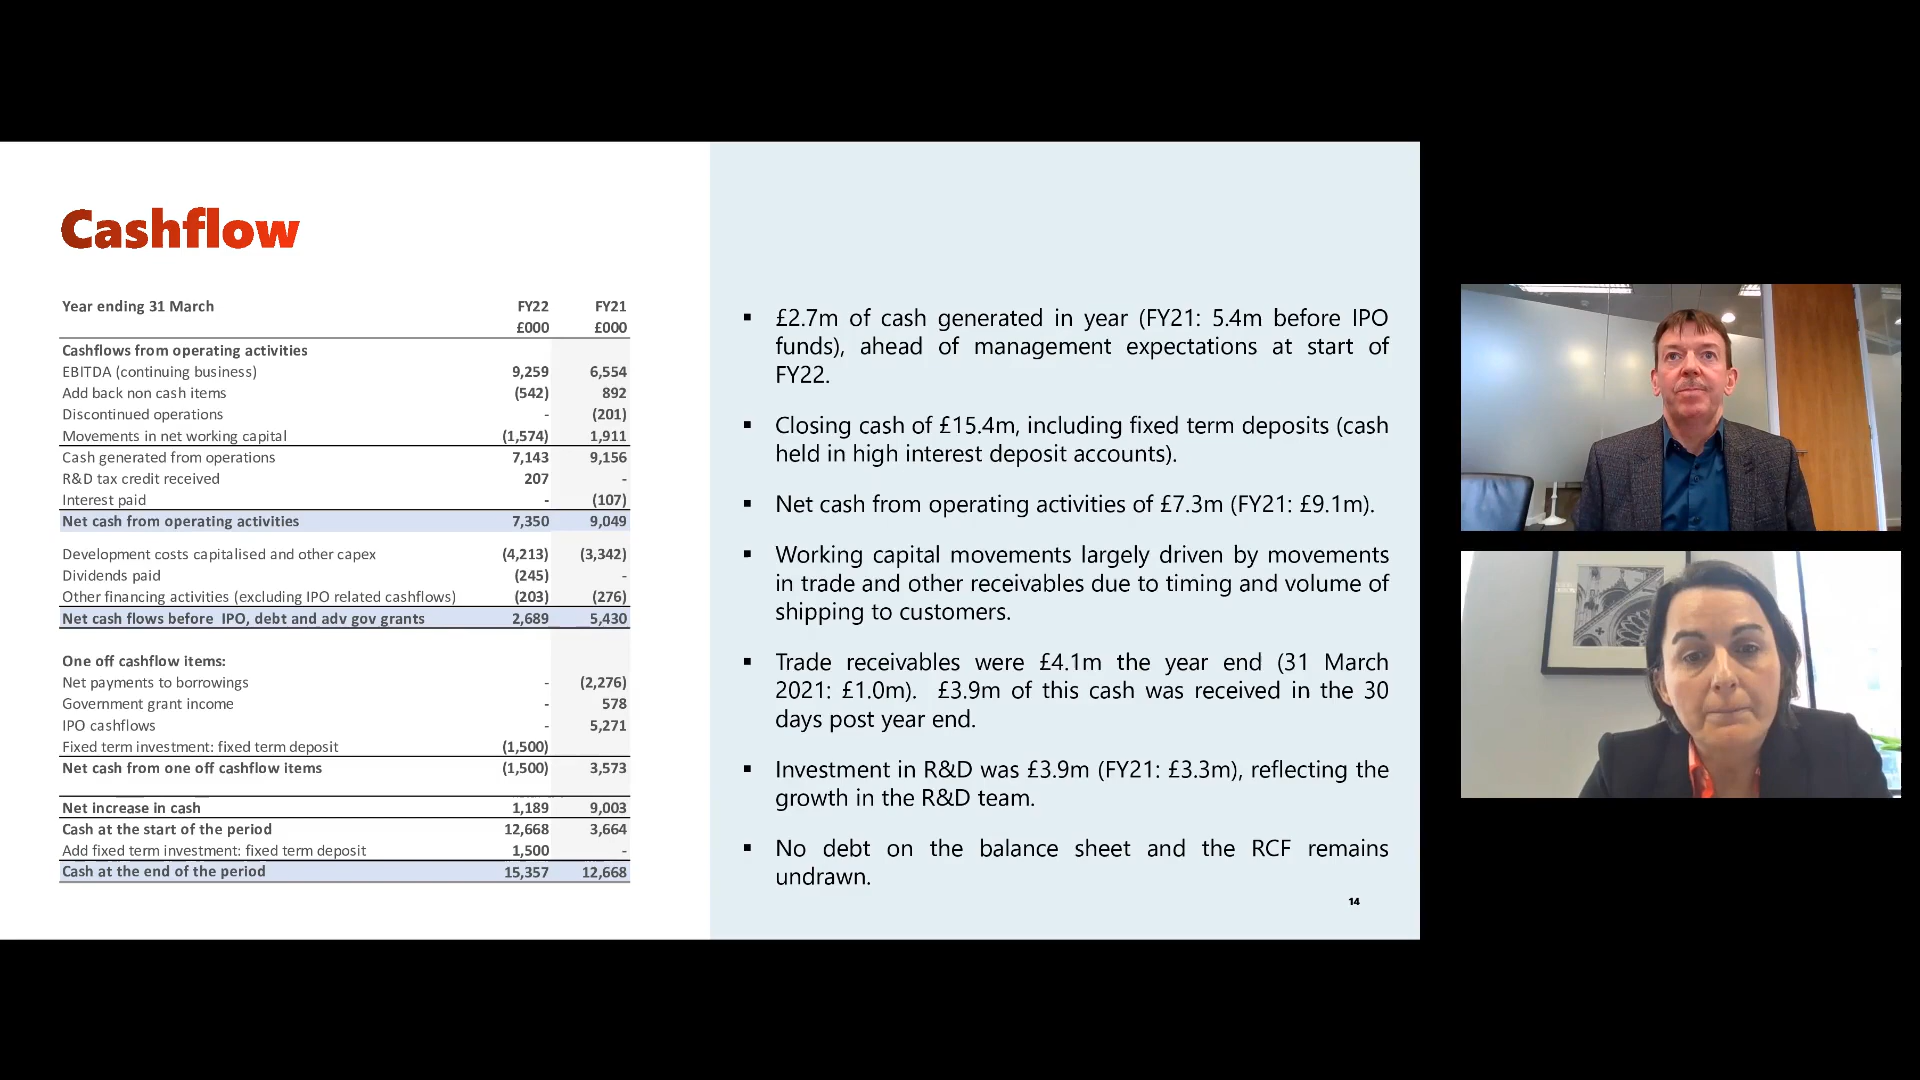 Cashflow
Year ending 31 March FY22 FY21
£000 £000
Cashflows from operating activities
EBITDA (continuing business) 9,259 6,554
Add back non cash items (542) 892
Discontinued operations - (201)
Movements in net working capital (1,574) 1,911
Cash generated from operations 7,143 9,156
R&D tax credit received 207 -
Interest paid - (107)
Net cash from operating activities 7,350 9,049
Development costs capitalised and other capex (4,213) (3,342)
Dividends paid (245) -
Other financing activities (excluding IPO related cashflows) (203) (276)
Net cash flows before IPO, debt and adv gov grants 2,689 5,430
One off cashflow items:
Net payments to borrowings - (2,276)
Government grant income - 578
IPO cashflows - 5,271
Fixed term investment: fixed term deposit (1,500)
Net cash from one off cashflow items (1,500) 3,573
Net increase in cash 1,189 9,003
Cash at the start of the period 12,668 3,664
Add fixed term investment: fixed term deposit 1,500 -
Cash at the end of the period 15,357 12,668
▪ £2.7m of cash generated in year (FY21: 5.4m before IPO
funds), ahead of management expectations at start of
FY22.
▪ Closing cash of £15.4m, including fixed term deposits (cash
held in high interest deposit accounts).
▪ Net cash from operating activities of £7.3m (FY21: £9.1m).
▪ Working capital movements largely driven by movements
in trade and other receivables due to timing and volume of
shipping to customers.
▪ Trade receivables were £4.1m the year end (31 March
2021: £1.0m). £3.9m of this cash was received in the 30
days post year end.
▪ Investment in R&D was £3.9m (FY21: £3.3m), reflecting the
growth in the R&D team.
▪ No debt on the balance sheet and the RCF remains
undrawn.
14